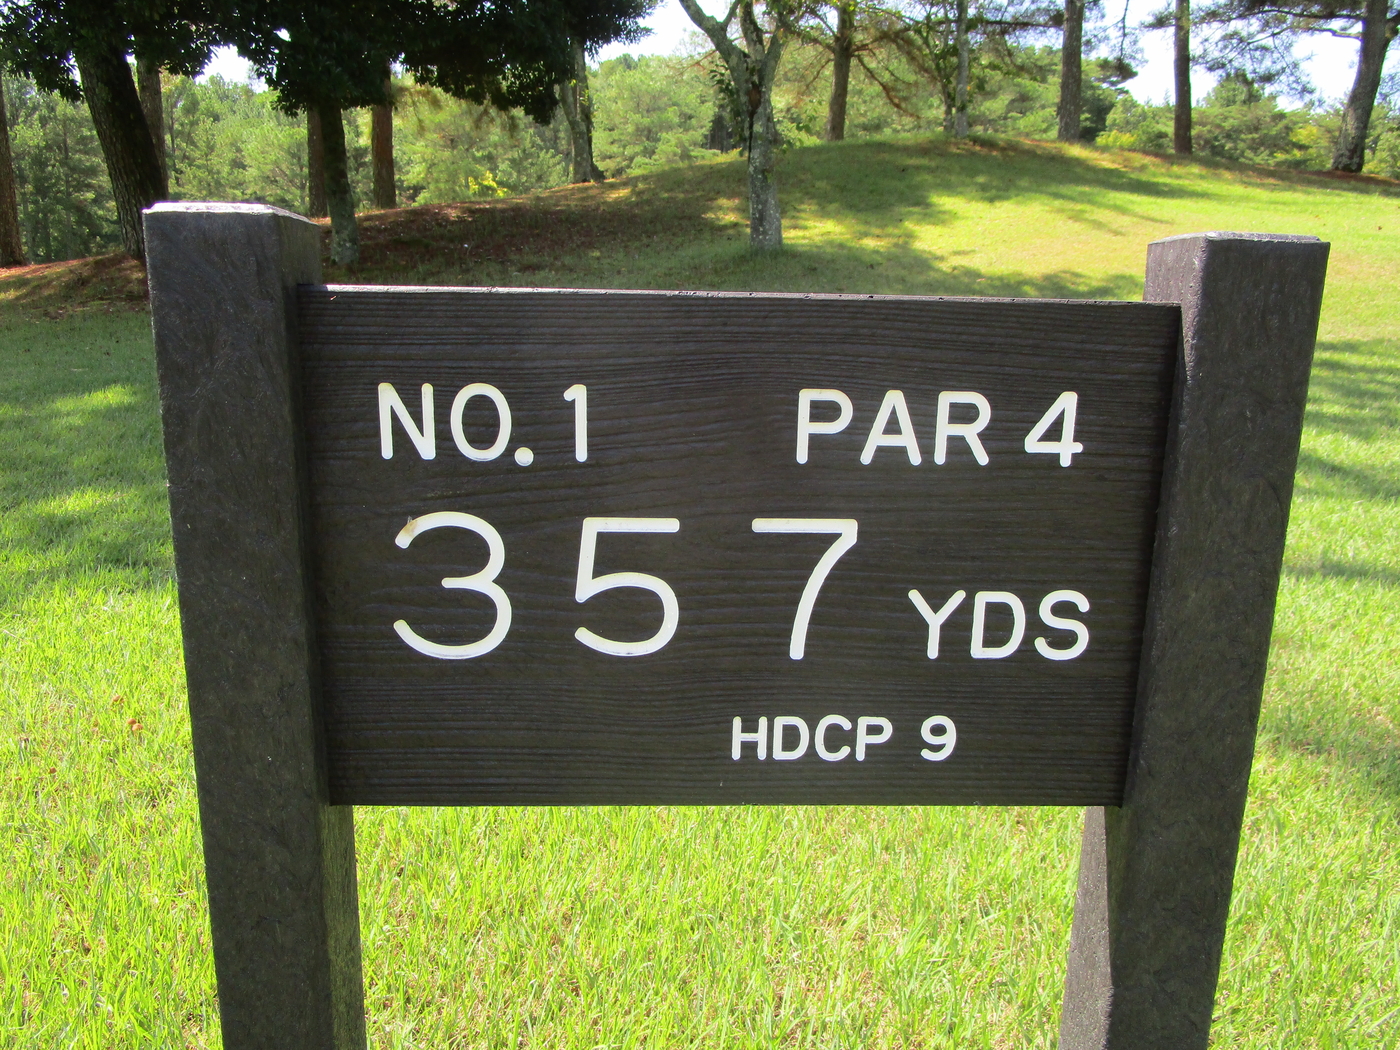 NO.1 PAR 4
357 YDS
HDCP 9